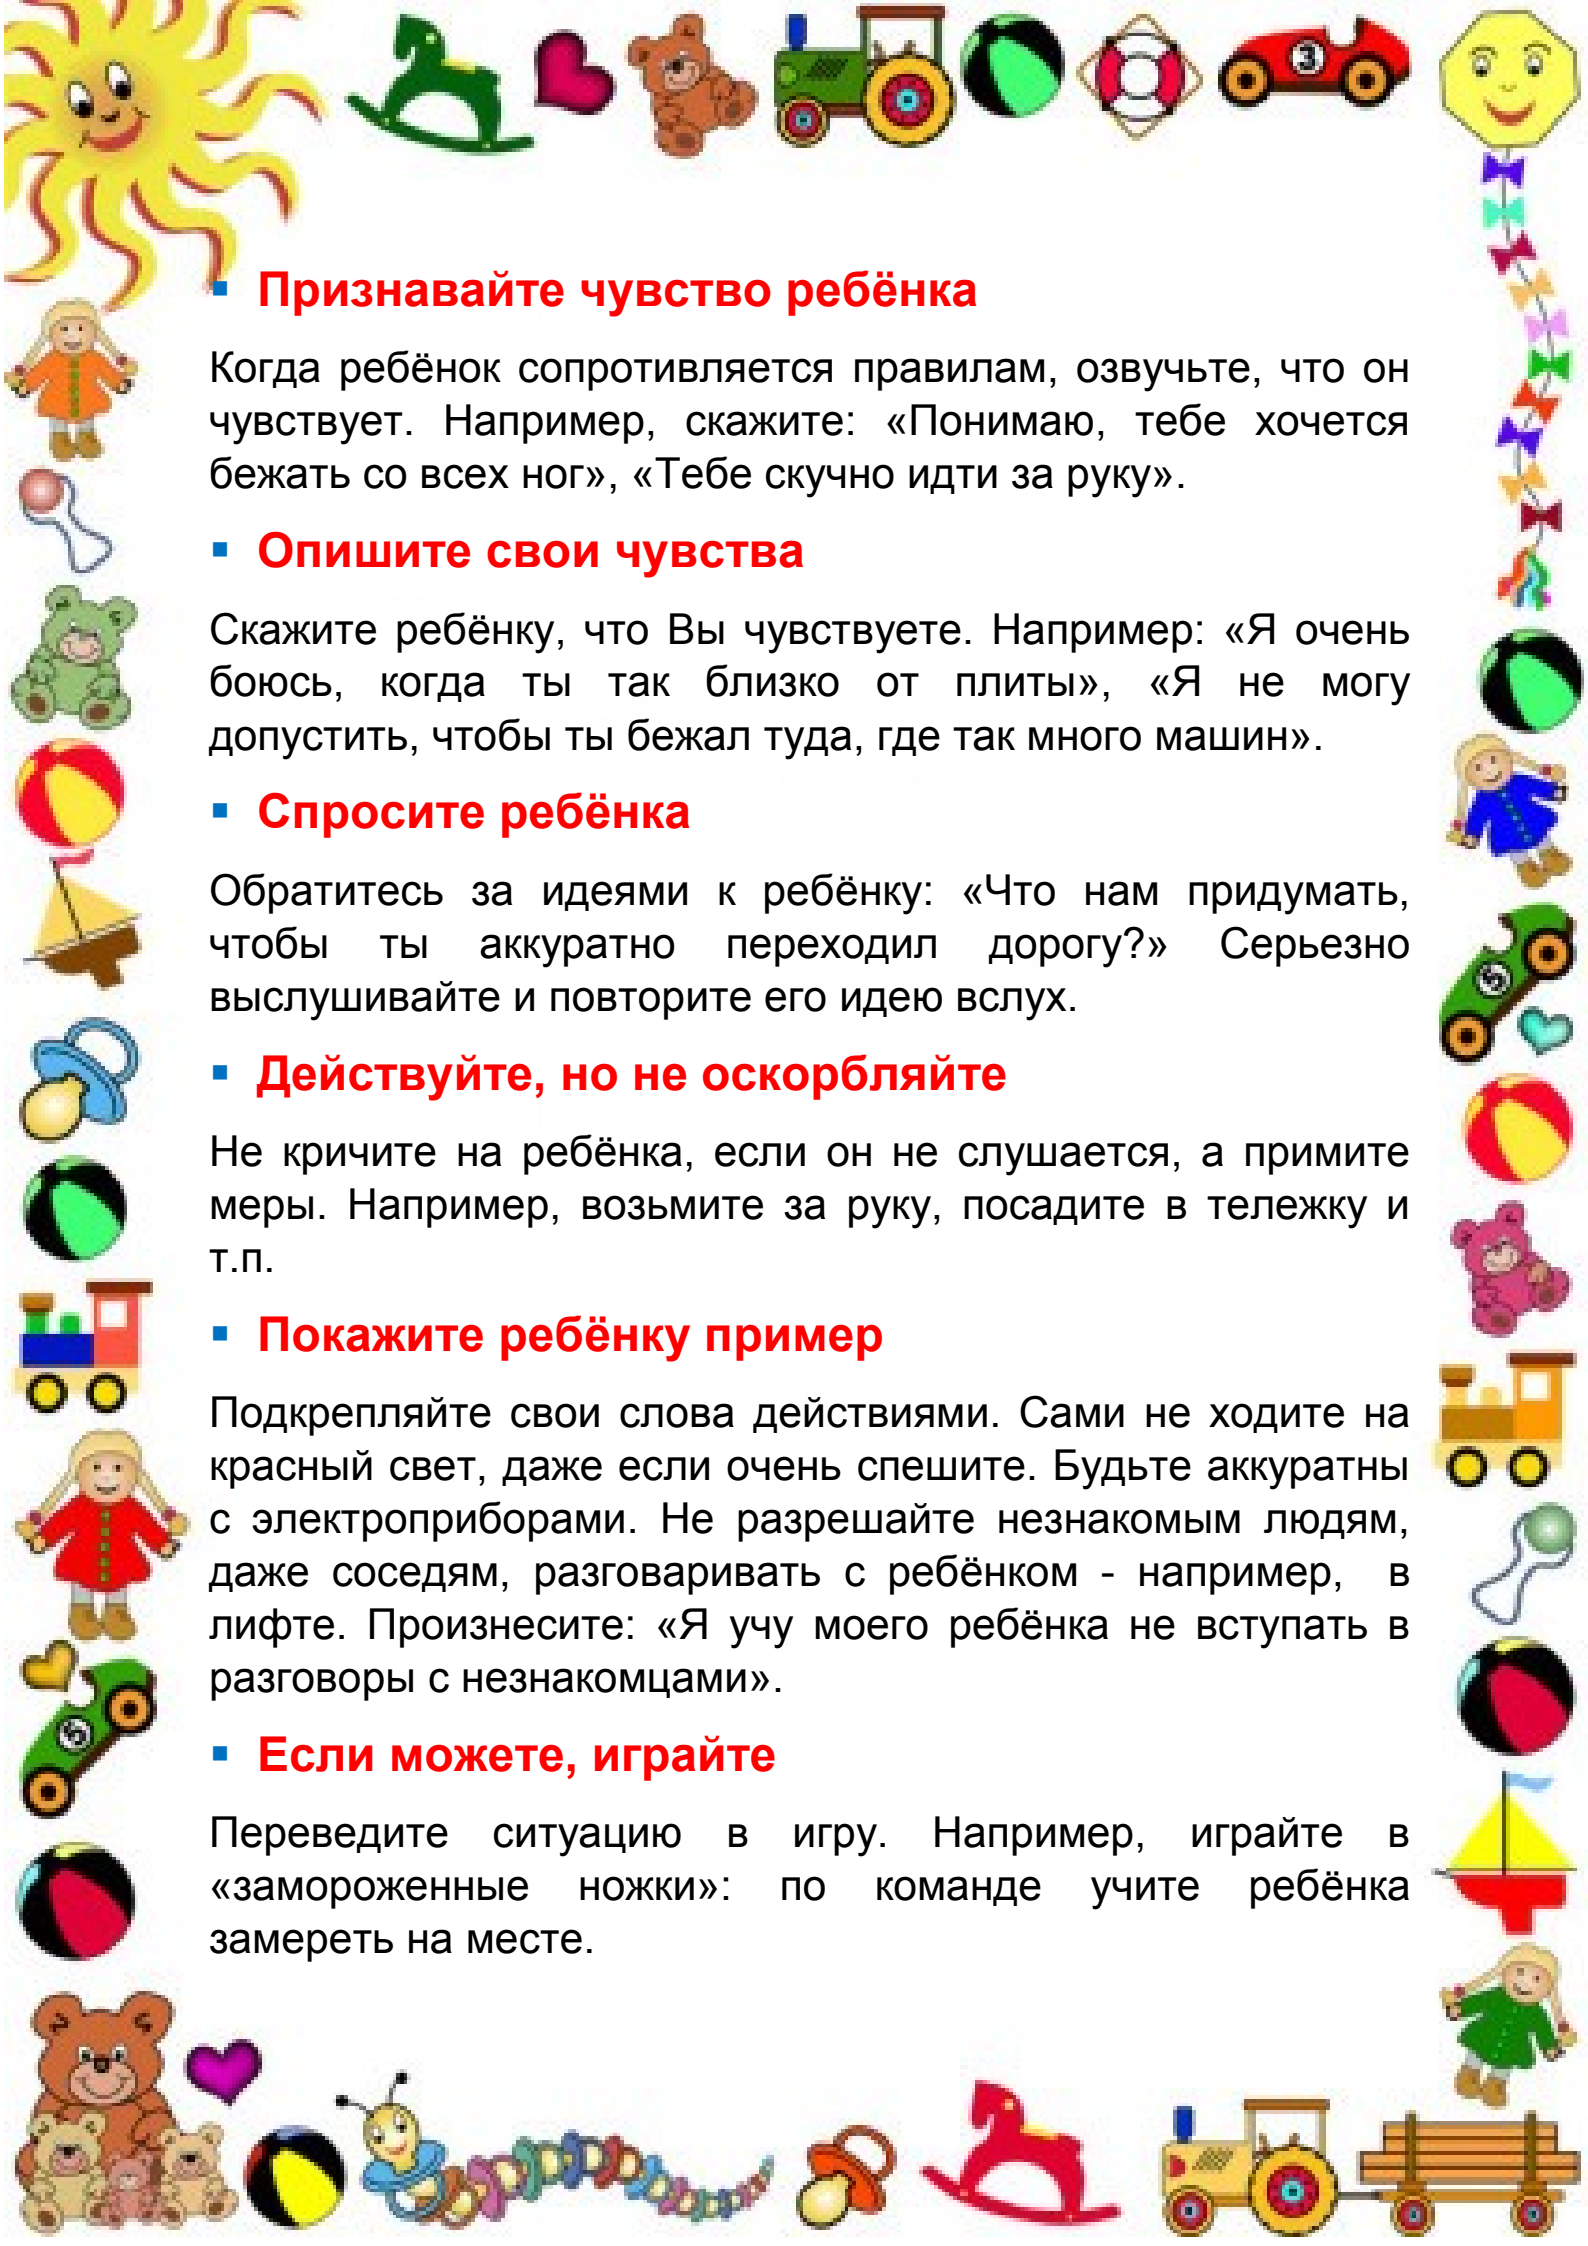 ▪ Признавайте чувство ребёнка
Когда ребёнок сопротивляется правилам, озвучьте, что он
чувствует. Например, скажите: «Понимаю, тебе хочется
бежать со всех ног», «Тебе скучно идти за руку».
▪ Опишите свои чувства
Скажите ребёнку, что Вы чувствуете. Например: «Я очень
боюсь, когда ты так близко от плиты», «Я не могу
допустить, чтобы ты бежал туда, где так много машин».
▪ Спросите ребёнка
Обратитесь за идеями к ребёнку: «Что нам придумать,
чтобы ты аккуратно переходил дорогу?» Серьезно
выслушивайте и повторите его идею вслух.
▪ Действуйте, но не оскорбляйте
Не кричите на ребёнка, если он не слушается, а примите
меры. Например, возьмите за руку, посадите в тележку и
т.п.
▪ Покажите ребёнку пример
Подкрепляйте свои слова действиями. Сами не ходите на
красный свет, даже если очень спешите. Будьте аккуратны
с электроприборами. Не разрешайте незнакомым людям,
даже соседям, разговаривать с ребёнком - например, в
лифте. Произнесите: «Я учу моего ребёнка не вступать в
разговоры с незнакомцами».
▪ Если можете, играйте
Переведите ситуацию в игру. Например, играйте в
«замороженные ножки»: по команде учите ребёнка
замереть на месте.
3
5
5